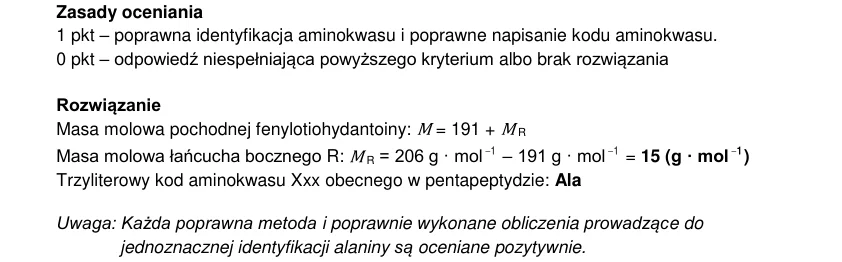 Zasady oceniania
1 pkt – poprawna identyfikacja aminokwasu i poprawne napisanie kodu aminokwasu.
0 pkt – odpowiedź niespełniająca powyższego kryterium albo brak rozwiązania
Rozwiązanie
Masa molowa pochodnej fenylotiohydantoiny: M = 191 + M_R
Masa molowa łańcucha bocznego R: M_R = 206 g · mol⁻¹ – 191 g · mol⁻¹ = 15 (g · mol⁻¹)
Trzyliterowy kod aminokwasu Xxx obecnego w pentapeptydzie: Ala
Uwaga: Każda poprawna metoda i poprawnie wykonane obliczenia prowadzące do
jednoznacznej identyfikacji alaniny są oceniane pozytywnie.